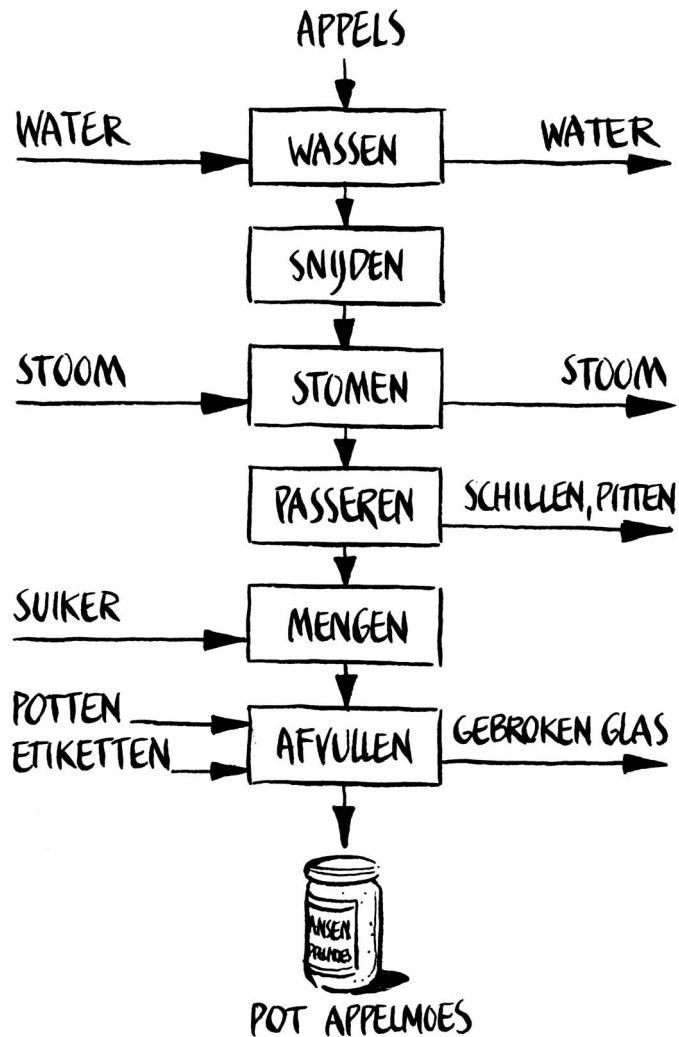 APPELS
WATER
WASSEN
WATER
SNIJDEN
STOOM
STOMEN
STOOM
PASSEREN
SCHILLEN, PITTEN
SUIKER
MENGEN
POTTEN
ETIKETTEN
AFVULLEN
GEBROKEN GLAS
ANSEN
POT APPELMOES